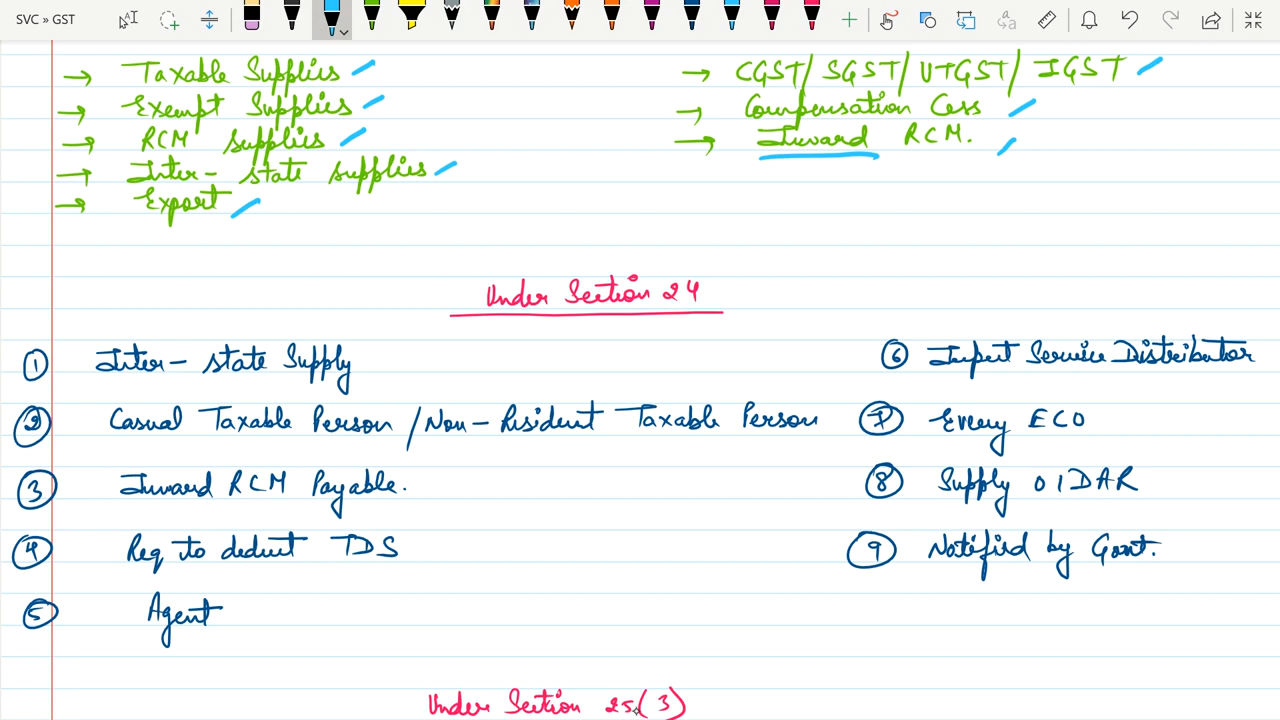 SVC » GST
→ Taxable Supplies
→ Exempt Supplies
→ RCM Supplies
→ Inter-state supplies
→ Export
→ CGST/ SGST/ UTGST/ IGST
→ Compensation Cess
→ Inward RCM.
Under Section 24
① Inter-state Supply
② Casual Taxable Person /Non-Risident Taxable Person
③ Inward RCM Payable.
④ Req to deduct TDS
⑤ Agent
⑥ Input Service Distributor
⑦ Every ECO
⑧ Supply OIDAR
⑨ Notified by Govt.
Under Section 25(3)